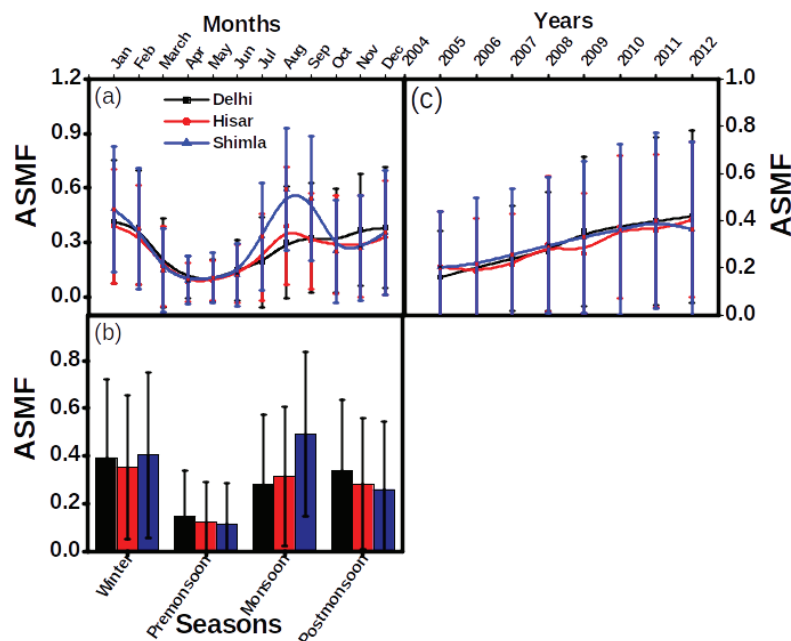 Months
Years
Jan Feb March Apr May Jun Jul Aug Sep Oct Nov Dec
2004 2005 2006 2007 2008 2009 2010 2011 2012
(a)
Delhi
Hisar
Shimla
ASMF
1.2
0.9
0.6
0.3
0.0
(c)
1.0
0.8
0.6
0.4
0.2
0.0
ASMF
(b)
ASMF
0.8
0.6
0.4
0.2
0.0
Winter Premonsoon Monsoon Postmonsoon
Seasons